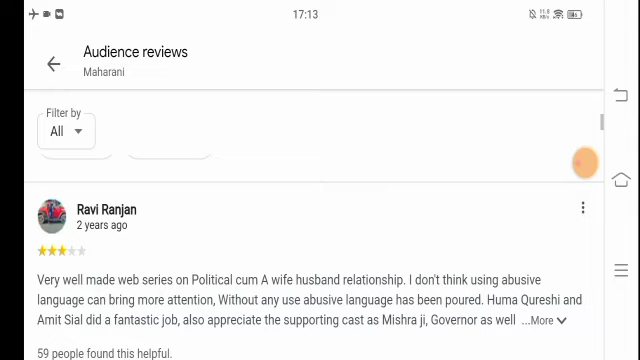 17:13
11.0
KB/s
Audience reviews
Maharani
Filter by
All
Ravi Ranjan
2 years ago
Very well made web series on Political cum A wife husband relationship. I don't think using abusive
language can bring more attention, Without any use abusive language has been poured. Huma Qureshi and
Amit Sial did a fantastic job, also appreciate the supporting cast as Mishra ji, Governor as well ...More
59 people found this helpful.